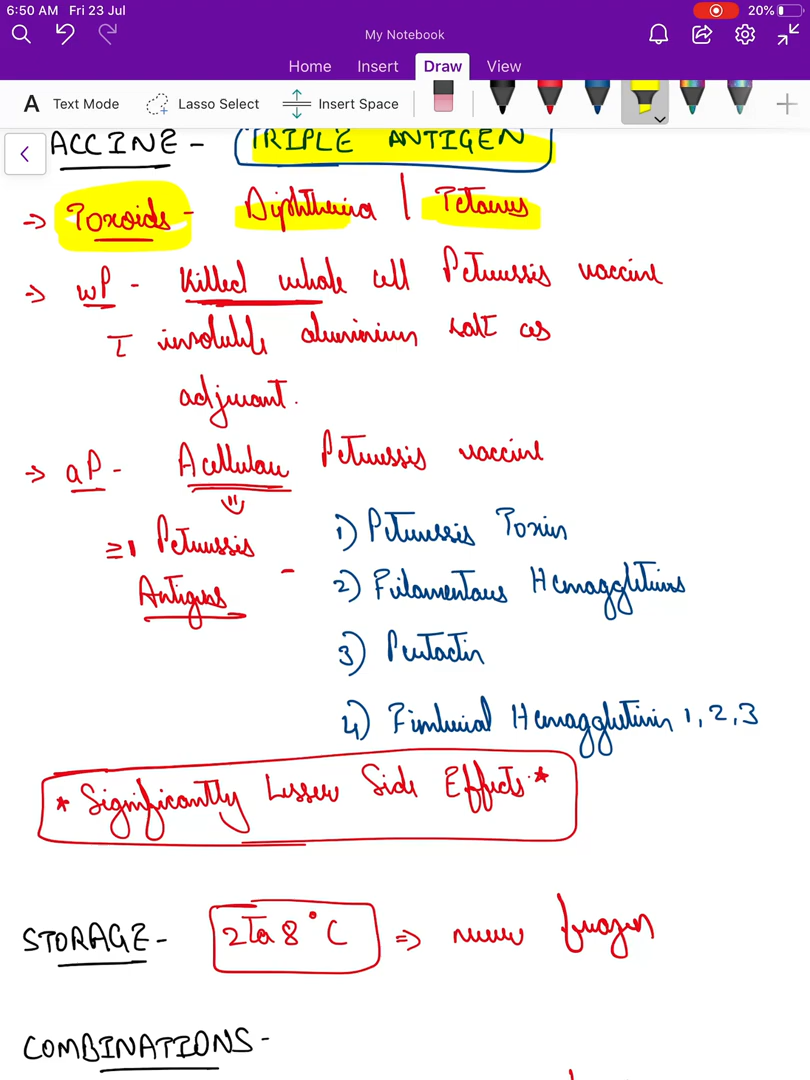 6:50 AM Fri 23 Jul
20%
My Notebook
Home Insert Draw View
A Text Mode Lasso Select Insert Space
ACCINE - TRIPLE ANTIGEN
→ Toxoids - Diphtheria | Tetanus
→ wP - Killed whole cell Pertussis vaccine
c̄ insoluble aluminium salt as
adjuvant.
→ aP - Acellular Pertussis vaccine
≥1 Pertussis
Antigens -
1) Pertussis Toxin
2) Filamentous Hemagglutinins
3) Pertactin
4) Fimbrial Hemagglutinin 1, 2, 3
* Significantly Lesser Side Effects. *
STORAGE - 2 to 8°C ⇒ never frozen
COMBINATIONS -